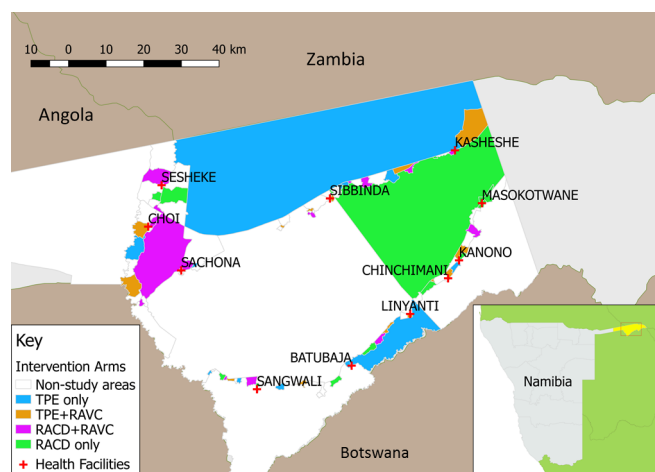 10 0 10 20 30 40 km
Zambia
Angola
KASHESHE
SESHEKE
SIBBINDA
MASOKOTWANE
CHOI
KANONO
SACHONA
CHINCHIMANI
LINYANTI
Key
Intervention Arms
Non-study areas
TPE only
TPE+RAVC
RACD+RAVC
RACD only
Health Facilities
BATUBAJA
SANGWALI
Namibia
Botswana